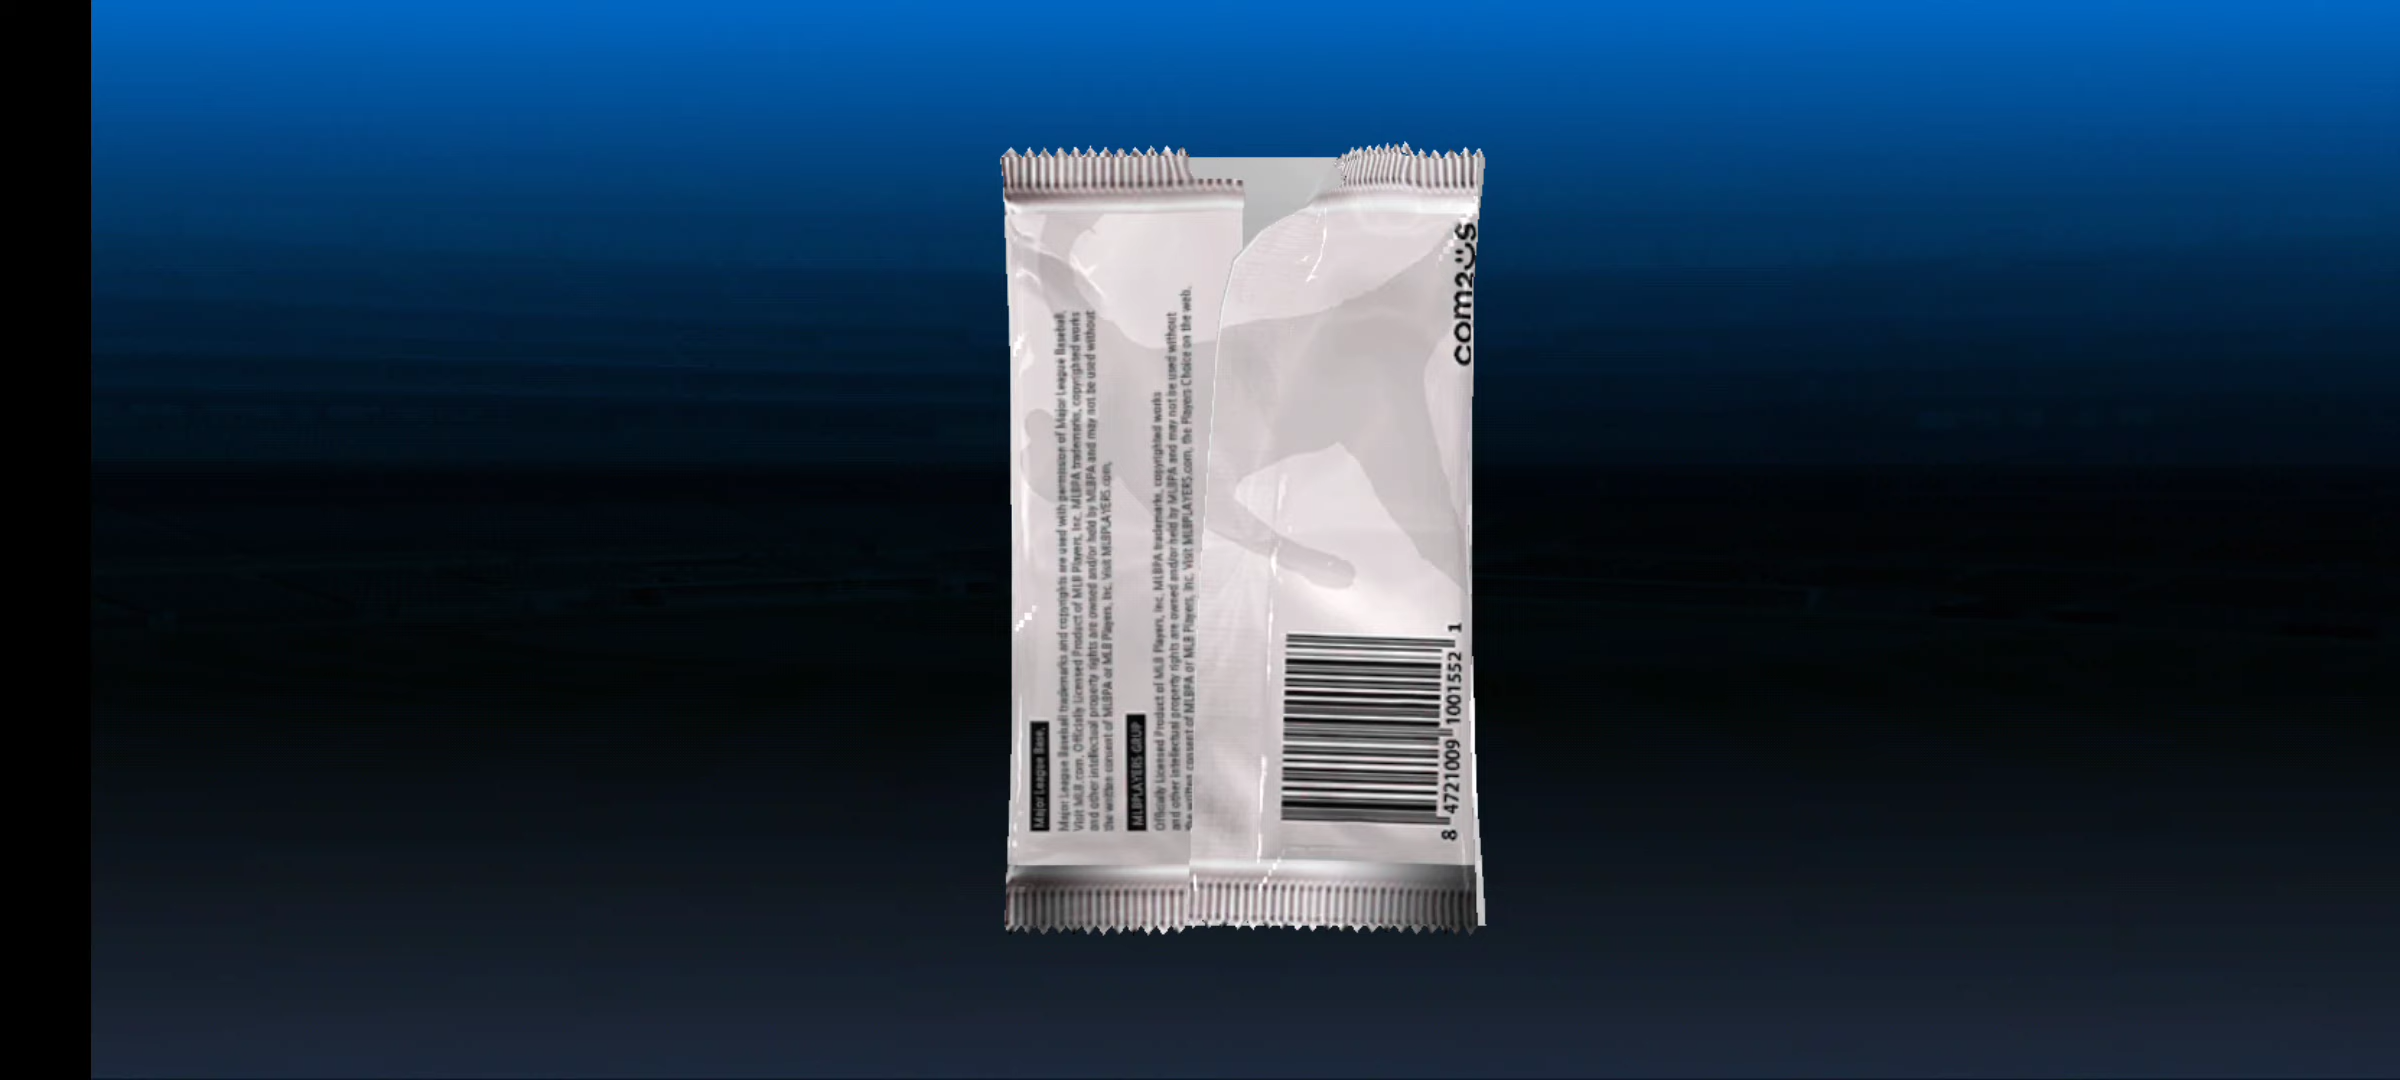 Major League Base,
Major League Baseball trademarks and copyrights are used with permission of Major League Baseball.
Visit MLB.com. Officially Licensed Product of MLB Players, Inc. MLBPA trademarks, copyrighted works
and other intellectual property rights are owned and/or held by MLBPA and may not be used without
the written consent of MLBPA or MLB Players, Inc. Visit MLBPLAYERS.com,
MLBPLAYERS GRUP
Officially Licensed Product of MLB Players, Inc. MLBPA trademarks, copyrighted works
and other intellectual property rights are owned and/or held by MLBPA and may not be used without
the written consent of MLBPA or MLB Players, Inc. Visit MLBPLAYERS.com, the Players Choice on the web.
8 4721009 1001552 1
com2us